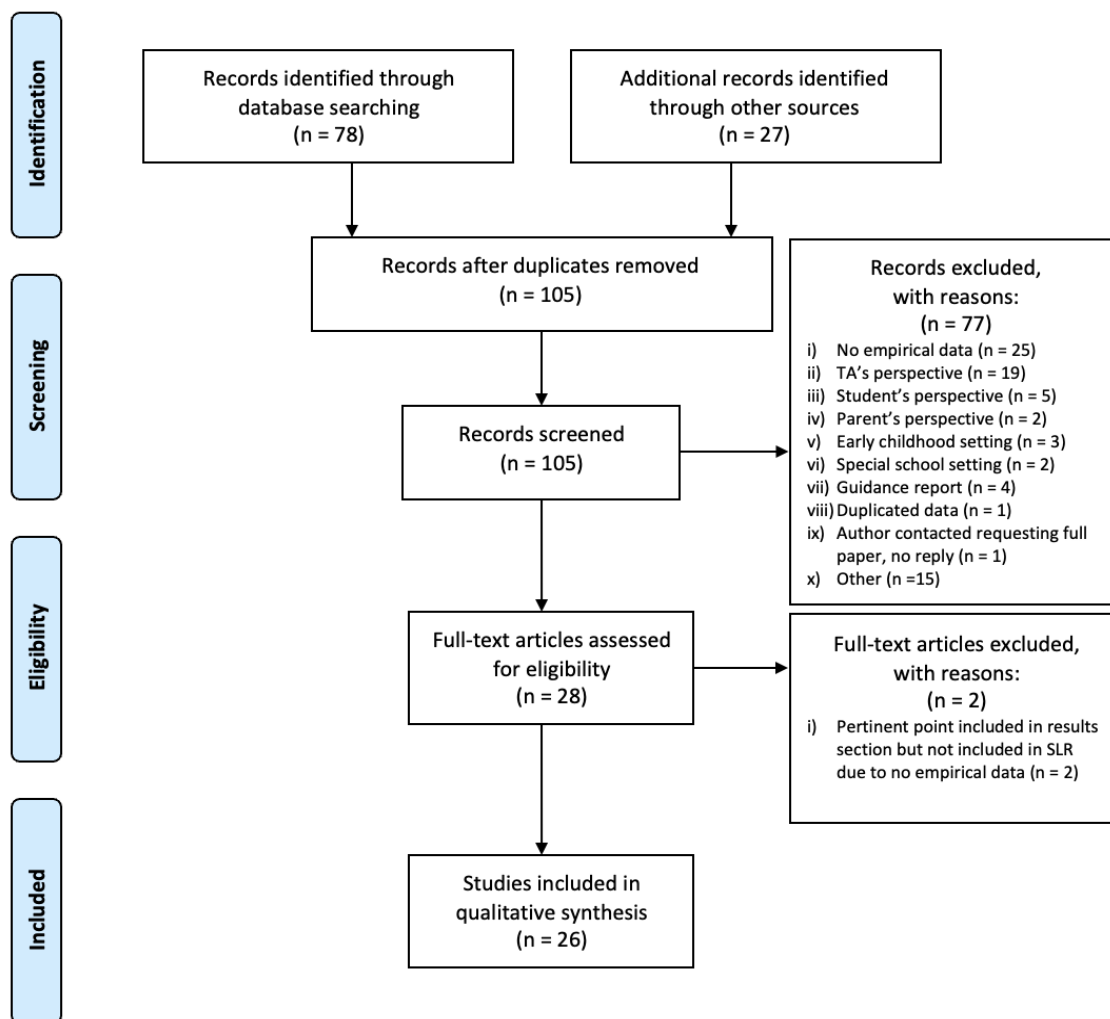 Identification
Records identified through
database searching
(n = 78)
Additional records identified
through other sources
(n = 27)
Records after duplicates removed
(n = 105)
Screening
Records screened
(n = 105)
Records excluded,
with reasons:
(n = 77)
i) No empirical data (n = 25)
ii) TA's perspective (n = 19)
iii) Student's perspective (n = 5)
iv) Parent's perspective (n = 2)
v) Early childhood setting (n = 3)
vi) Special school setting (n = 2)
vii) Guidance report (n = 4)
viii) Duplicated data (n = 1)
ix) Author contacted requesting full
paper, no reply (n = 1)
x) Other (n =15)
Eligibility
Full-text articles assessed
for eligibility
(n = 28)
Full-text articles excluded,
with reasons:
(n = 2)
i) Pertinent point included in results
section but not included in SLR
due to no empirical data (n = 2)
Included
Studies included in
qualitative synthesis
(n = 26)